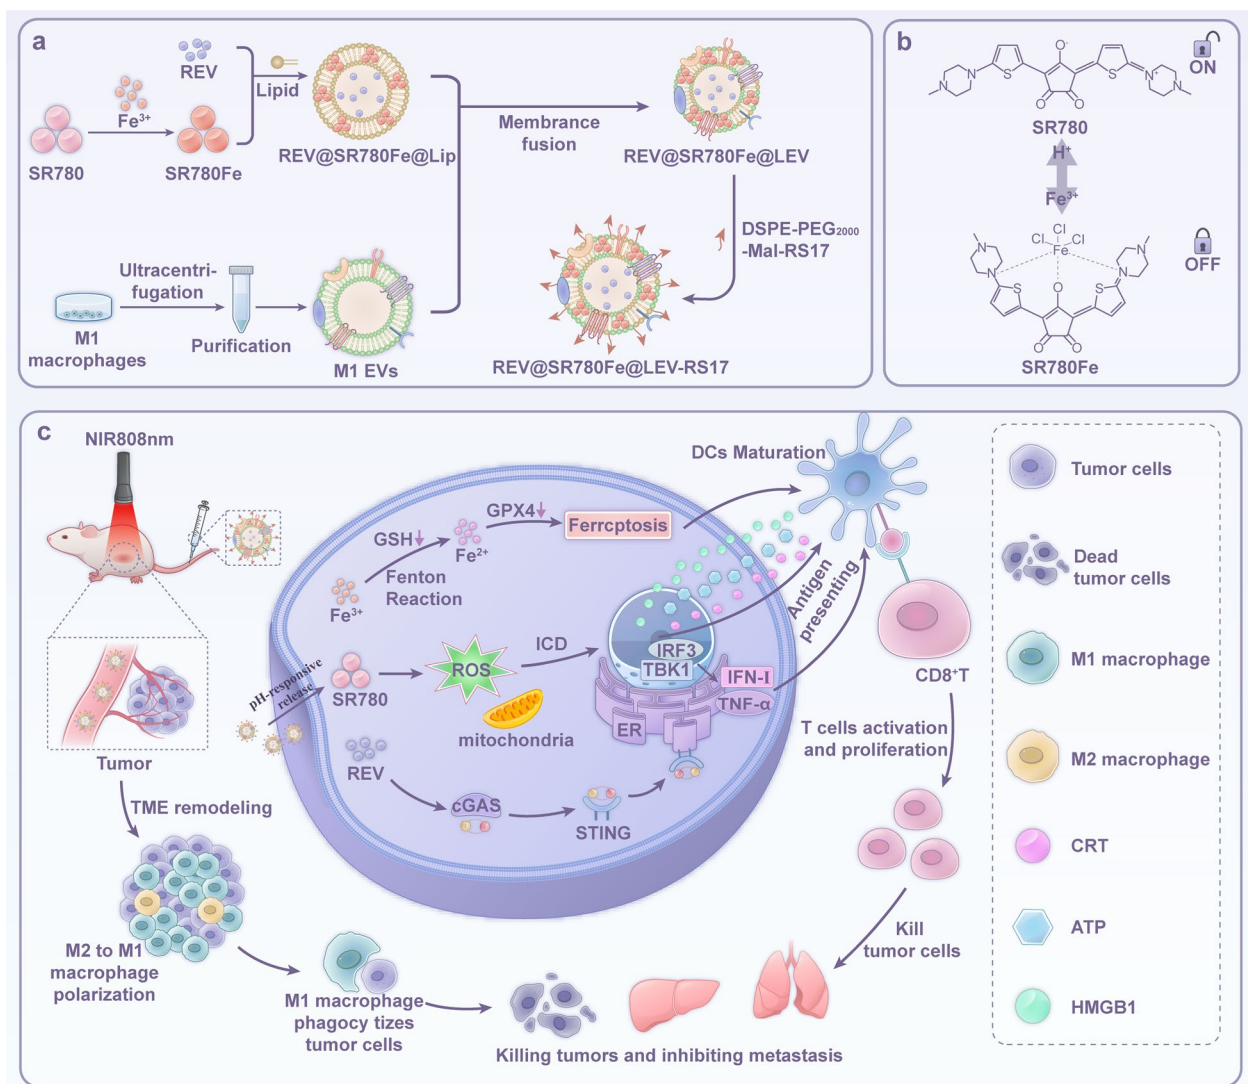 a
REV
Fe³⁺
Lipid
SR780
SR780Fe
REV@SR780Fe@Lip
Membrance
fusion
REV@SR780Fe@LEV
DSPE-PEG₂₀₀₀
-Mal-RS17
Ultracentri-
fugation
Purification
M1
macrophages
M1 EVs
REV@SR780Fe@LEV-RS17
b
O⁻
N
N
S
S
N⁺
N
O
O
ON
SR780
H⁺
Fe³⁺
Cl
Cl
Cl
Fe
N
N
N
N
S
O
S
O
O
OFF
SR780Fe
c
NIR808nm
Tumor
TME remodeling
M2 to M1
macrophage
polarization
M1 macrophage
phagocy tizes
tumor cells
Killing tumors and inhibiting metastasis
GSH↓
GPX4↓
Fe²⁺
Ferrcptosis
Fe³⁺
Fenton
Reaction
pH-responsive
release
SR780
ROS
ICD
mitochondria
REV
cGAS
STING
IRF3
TBK1
IFN-I
TNF-α
ER
DCs Maturation
Antigen
presenting
CD8⁺T
T cells activation
and proliferation
Kill
tumor cells
Tumor cells
Dead
tumor cells
M1 macrophage
M2 macrophage
CRT
ATP
HMGB1